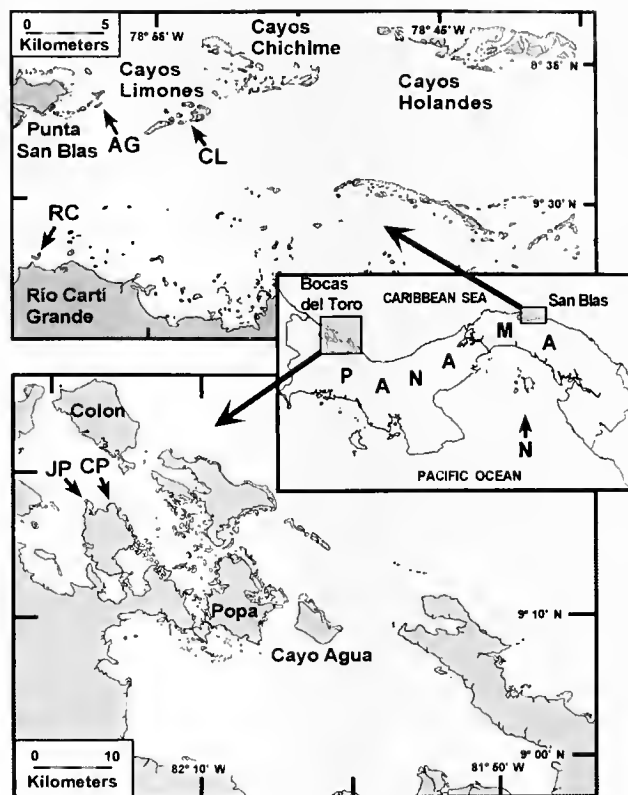 0 5
Kilometers
78° 55' W
Cayos
Chichime
78° 45' W
8° 35' N
Cayos
Limones
Cayos
Holandes
Punta
San Blas
AG
CL
RC
9° 30' N
Río Cartí
Grande
Bocas
del Toro
CARIBBEAN SEA
San Blas
P A N A M A
N
PACIFIC OCEAN
Colon
JP CP
Popa
Cayo Agua
9° 10' N
0 10
Kilometers
82° 10' W
81° 50' W
9° 00' N